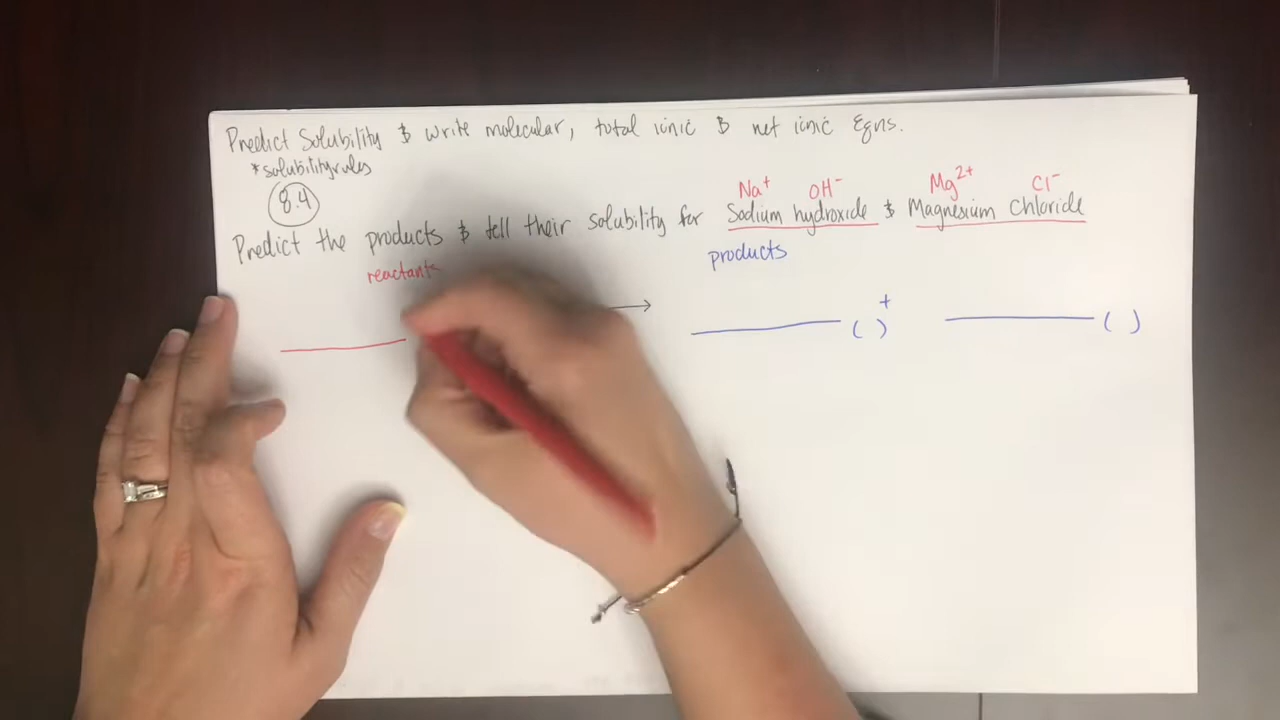 Predict Solubility & write molecular, total ionic & net ionic Eqns.
*solubility rules
8.4
Na⁺ OH⁻ Mg²⁺ Cl⁻
Predict the products & tell their solubility for Sodium hydroxide & Magnesium Chloride
reactants products
→ ( ) + ( )